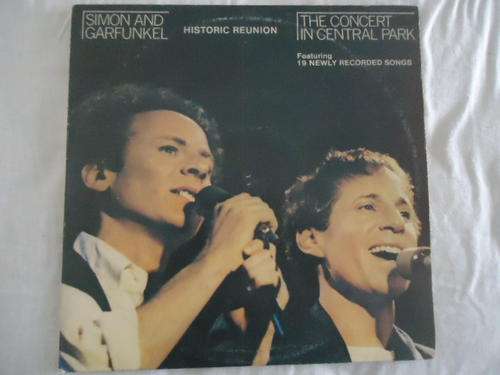 SIMON AND
GARFUNKEL
HISTORIC REUNION
THE CONCERT
IN CENTRAL PARK
Featuring
19 NEWLY RECORDED SONGS